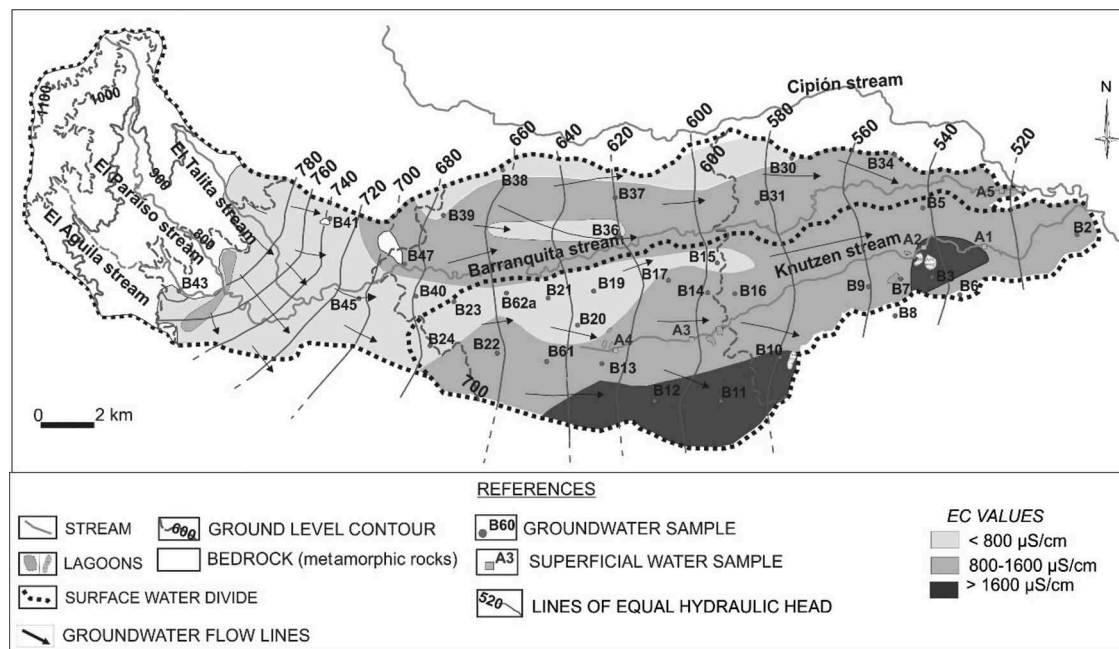 Cipión stream
N
1100
1000
900
800
El Talita stream
El Paraíso stream
El Aguila stream
780
760
740
720
700
680
660
640
620
600
600
580
560
540
520
B38
B37
B30
B34
B31
B39
B41
B36
B5
A5
B47
Barranquita stream
Knutzen stream
A2
A1
B2
B43
B45
B40
B23
B62a
B21
B19
B17
B15
B14
B16
B9
B7
B3
B6
B8
B24
B22
B20
B61
A4
A3
B13
B10
700
B12
B11
0 2 km
REFERENCES
STREAM
600 GROUND LEVEL CONTOUR
B60 GROUNDWATER SAMPLE
EC VALUES
LAGOONS
BEDROCK (metamorphic rocks)
A3 SUPERFICIAL WATER SAMPLE
< 800 µS/cm
800-1600 µS/cm
> 1600 µS/cm
SURFACE WATER DIVIDE
520 LINES OF EQUAL HYDRAULIC HEAD
GROUNDWATER FLOW LINES